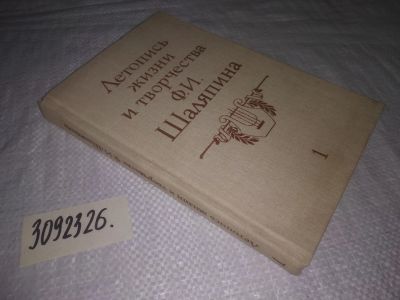 Летопись
жизни
и творчества
Ф.И.
Шаляпина
1
3092326.